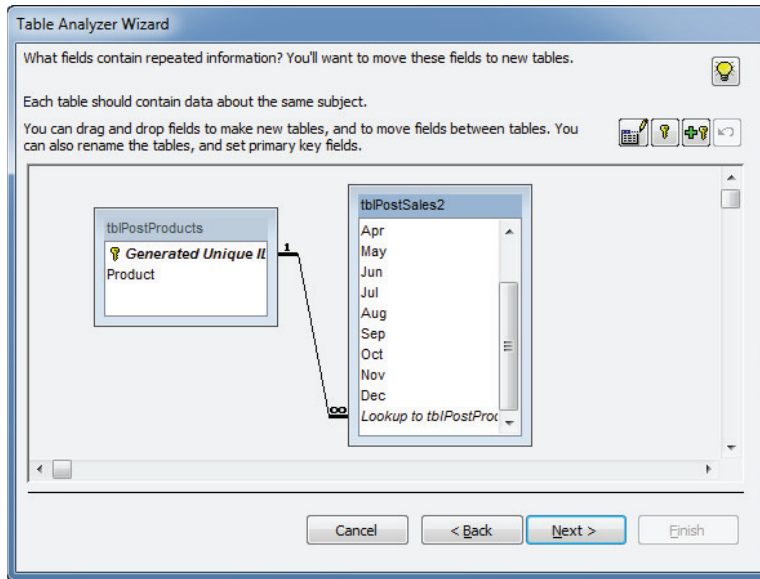 Table Analyzer Wizard
What fields contain repeated information? You'll want to move these fields to new tables.
Each table should contain data about the same subject.
You can drag and drop fields to make new tables, and to move fields between tables. You
can also rename the tables, and set primary key fields.
tblPostProducts
Generated Unique I
Product
1
∞
tblPostSales2
Apr
May
Jun
Jul
Aug
Sep
Oct
Nov
Dec
Lookup to tblPostProd
Cancel
< Back
Next >
Finish